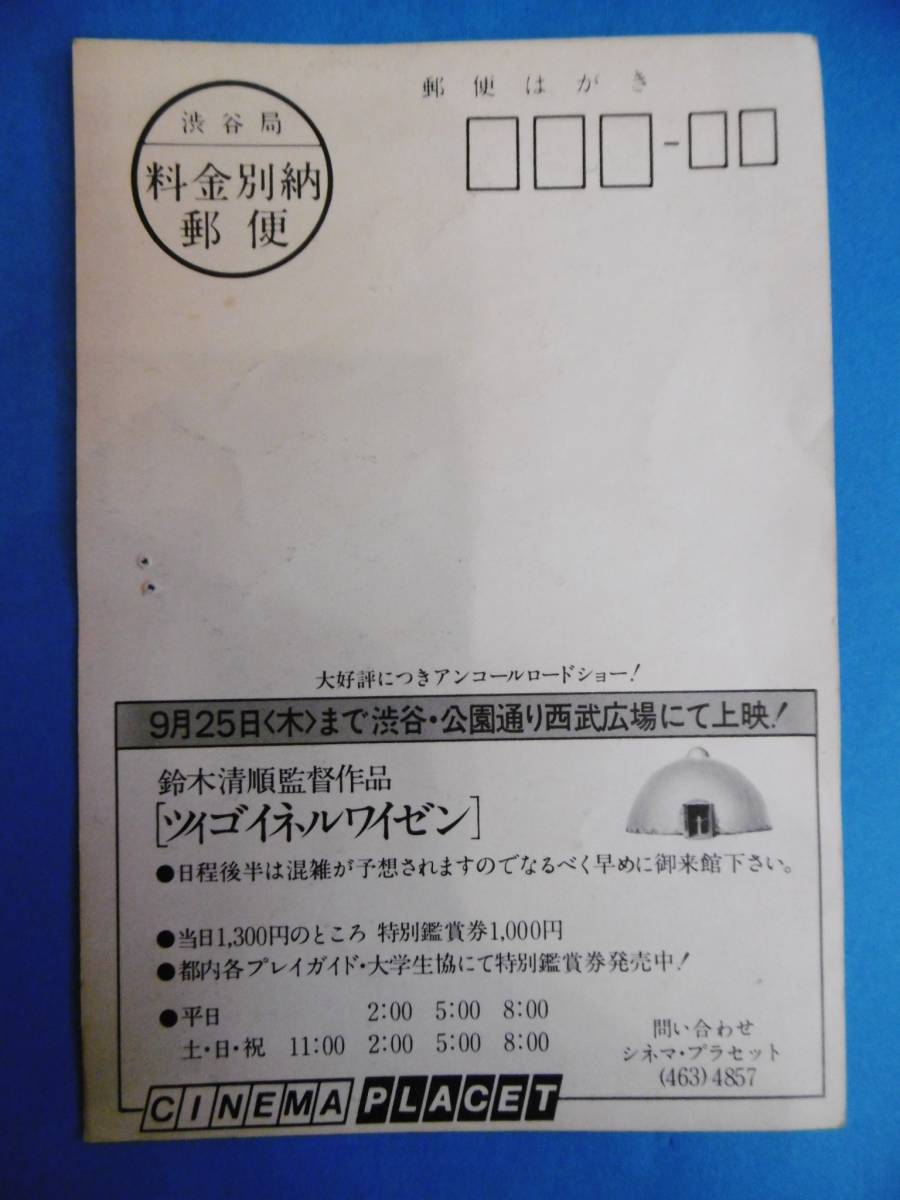 郵便はがき
渋谷局
料金別納
郵便
大好評につきアンコールロードショー!
9月25日〈木〉まで渋谷・公園通り西武広場にて上映!
鈴木清順監督作品
[ツィゴイネルワイゼン]
●日程後半は混雑が予想されますのでなるべく早めに御来館下さい。
●当日1,300円のところ 特別鑑賞券1,000円
●都内各プレイガイド・大学生協にて特別鑑賞券発売中!
●平日 2:00 5:00 8:00
土・日・祝 11:00 2:00 5:00 8:00
問い合わせ
シネマ・プラセット
(463)4857
CINEMA PLACET